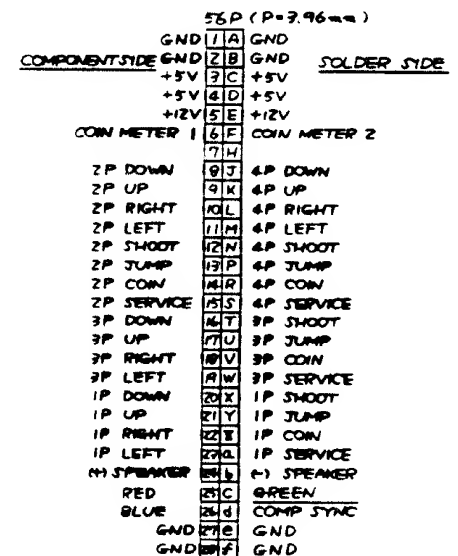 56P (P=3.96mm)
GND 1 A GND
COMPONENT SIDE GND 2 B GND SOLDER SIDE
+5V 3 C +5V
+5V 4 D +5V
+12V 5 E +12V
COIN METER 1 6 F COIN METER 2
7 H
2P DOWN 8 J 4P DOWN
2P UP 9 K 4P UP
2P RIGHT 10 L 4P RIGHT
2P LEFT 11 M 4P LEFT
2P SHOOT 12 N 4P SHOOT
2P JUMP 13 P 4P JUMP
2P COIN 14 R 4P COIN
2P SERVICE 15 S 4P SERVICE
3P DOWN 16 T 3P SHOOT
3P UP 17 U 3P JUMP
3P RIGHT 18 V 3P COIN
3P LEFT 19 W 3P SERVICE
1P DOWN 20 X 1P SHOOT
1P UP 21 Y 1P JUMP
1P RIGHT 22 Z 1P COIN
1P LEFT 23 a 1P SERVICE
(+) SPEAKER 24 b (-) SPEAKER
RED 25 C GREEN
BLUE 26 d COMP SYNC
GND 27 e GND
GND 28 f GND